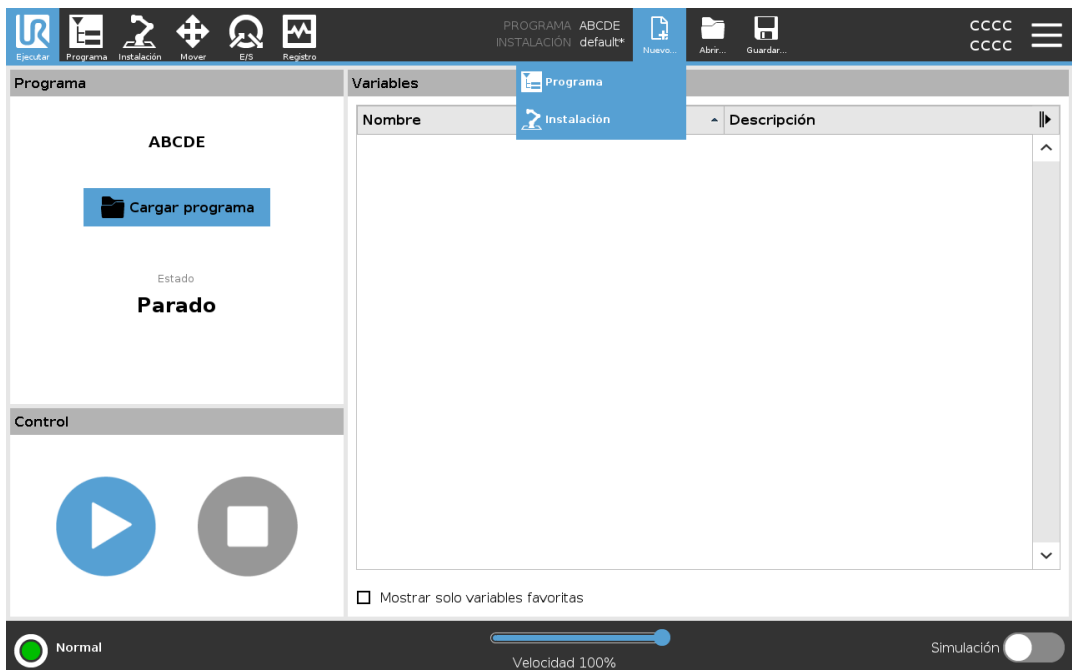 UR
Ejecutar
Programa
Instalación
Mover
E/S
Registro
PROGRAMA ABCDE
INSTALACIÓN default*
Nuevo...
Abrir...
Guardar...
CCCC
CCCC
Programa
Instalación
Programa
ABCDE
Cargar programa
Estado
Parado
Control
Variables
Nombre
Descripción
Mostrar solo variables favoritas
Normal
Velocidad 100%
Simulación